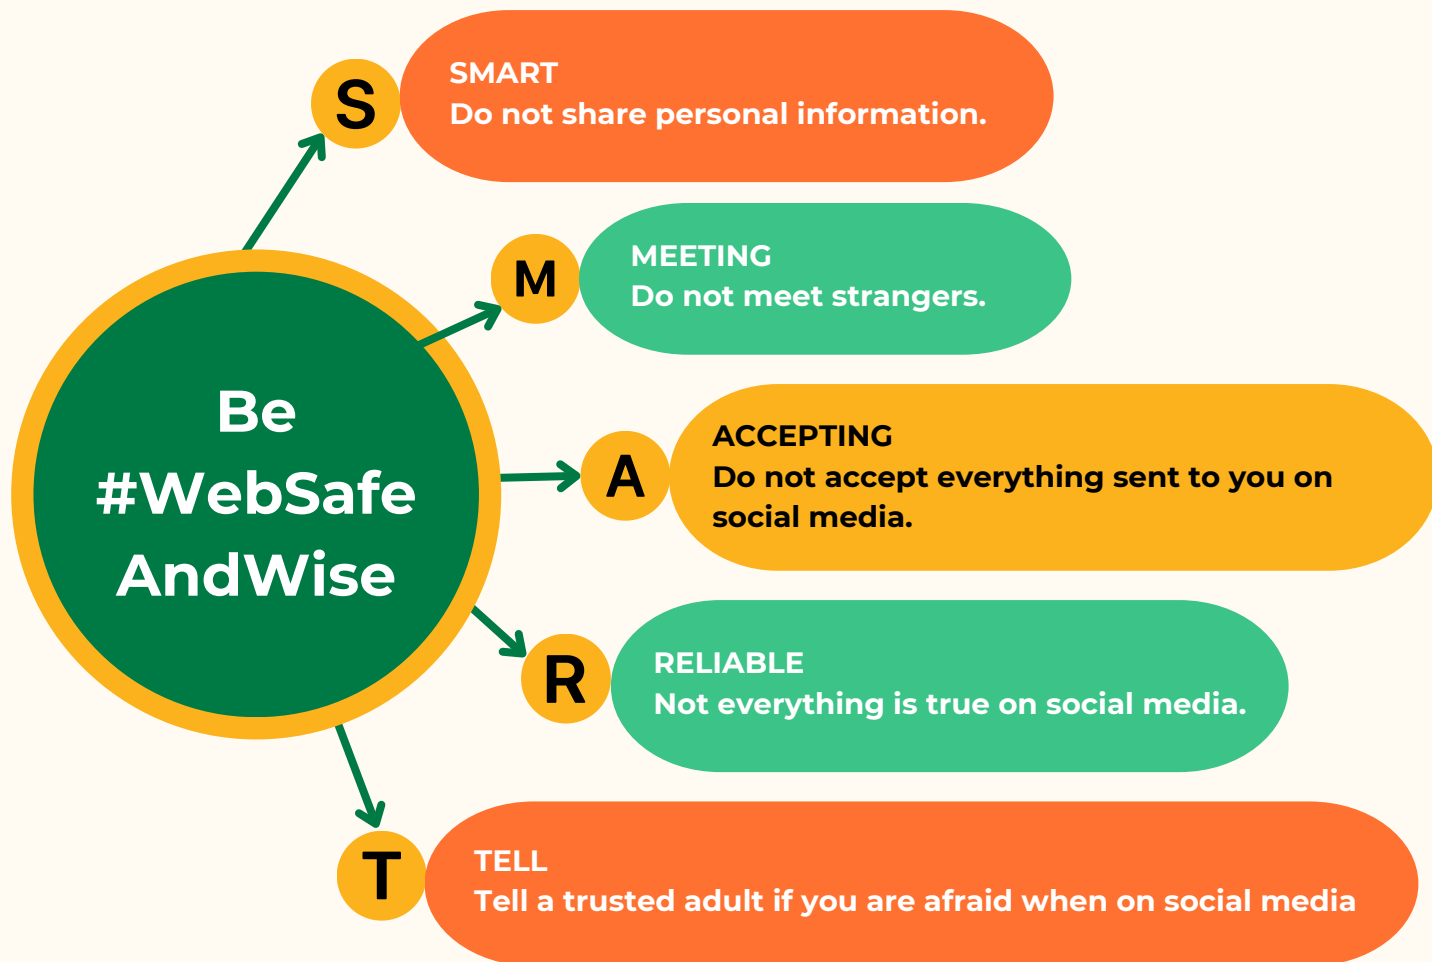 Be
#WebSafe
AndWise
S
SMART
Do not share personal information.
M
MEETING
Do not meet strangers.
A
ACCEPTING
Do not accept everything sent to you on
social media.
R
RELIABLE
Not everything is true on social media.
T
TELL
Tell a trusted adult if you are afraid when on social media